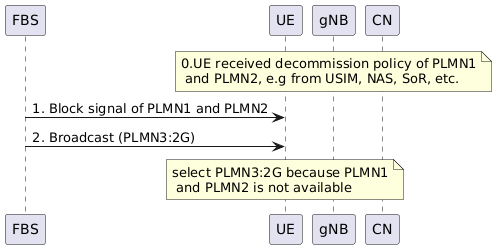 FBS UE gNB CN
0.UE received decommission policy of PLMN1
and PLMN2, e.g from USIM, NAS, SoR, etc.
1. Block signal of PLMN1 and PLMN2
2. Broadcast (PLMN3:2G)
select PLMN3:2G because PLMN1
and PLMN2 is not available
FBS UE gNB CN